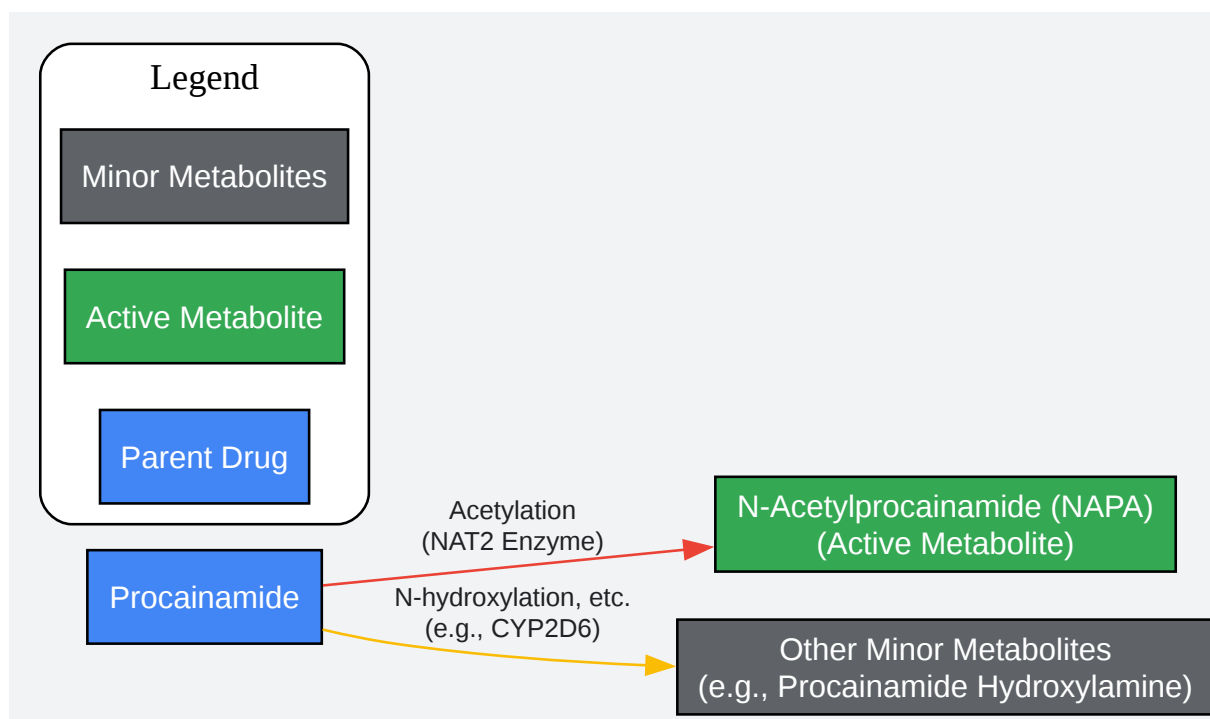 Legend
Minor Metabolites
Active Metabolite
Parent Drug
Procainamide
Acetylation
(NAT2 Enzyme)
N-hydroxylation, etc.
(e.g., CYP2D6)
N-Acetylprocainamide (NAPA)
(Active Metabolite)
Other Minor Metabolites
(e.g., Procainamide Hydroxylamine)